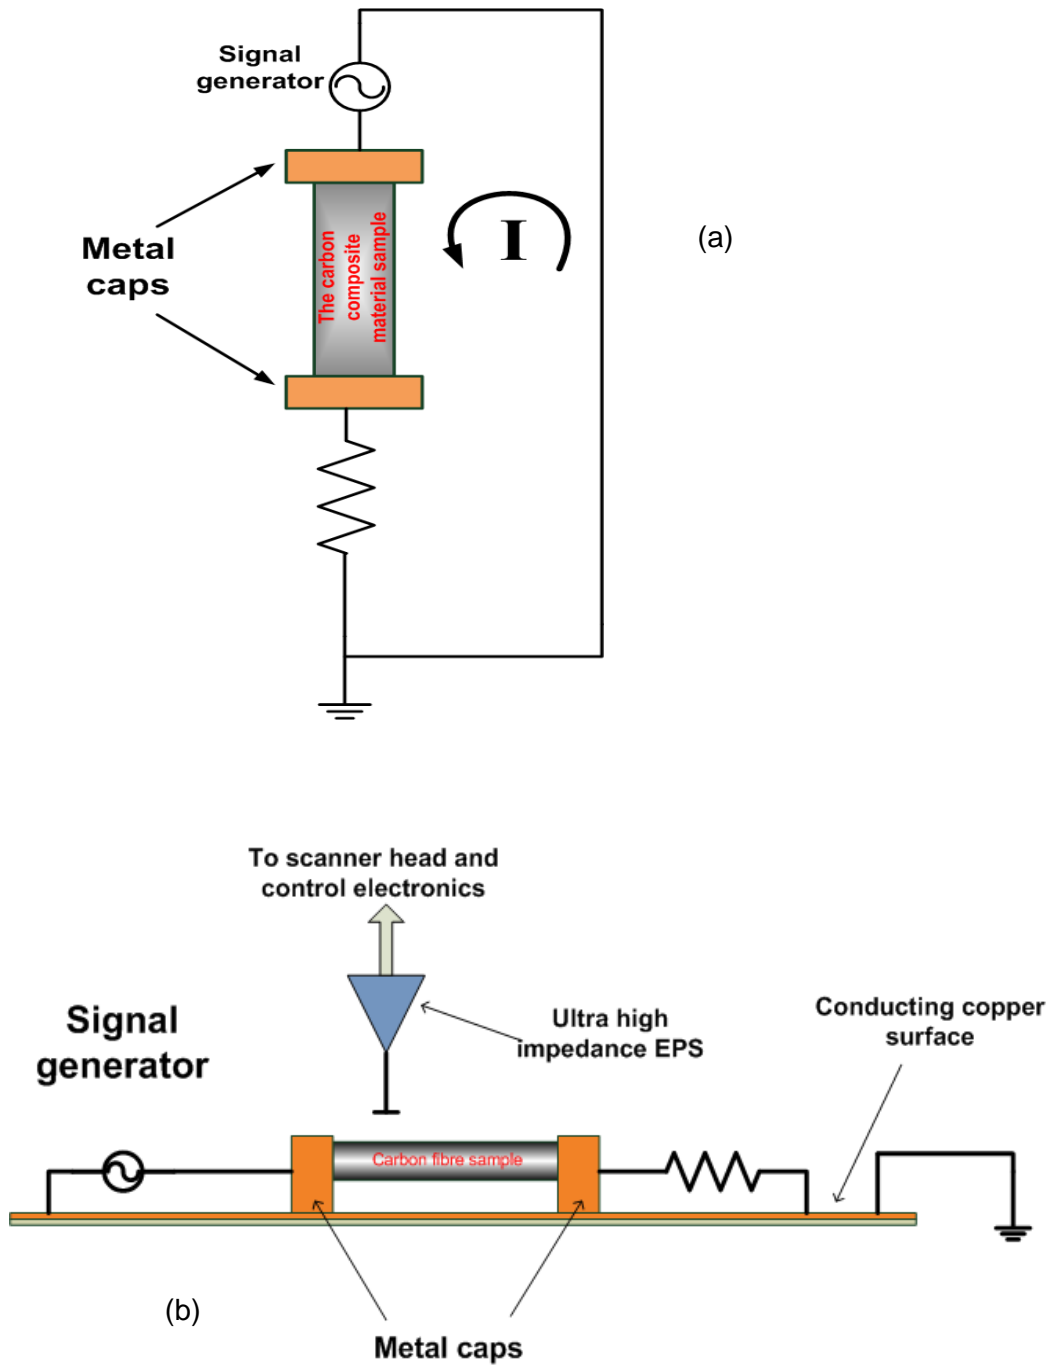 Signal
generator
Metal
caps
The carbon
composite
material sample
I
(a)
To scanner head and
control electronics
Signal
generator
Ultra high
impedance EPS
Conducting copper
surface
Carbon fibre sample
(b)
Metal caps